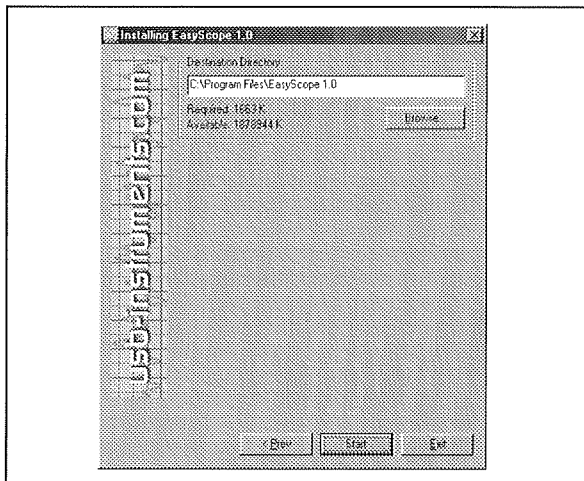 Installing EasyScope 1.0
usb-instruments.com
Destination Directory
C:\Program Files\EasyScope 1.0
Required: 1663 K
Available: 1878944 K
Browse...
< Prev
Start
Exit